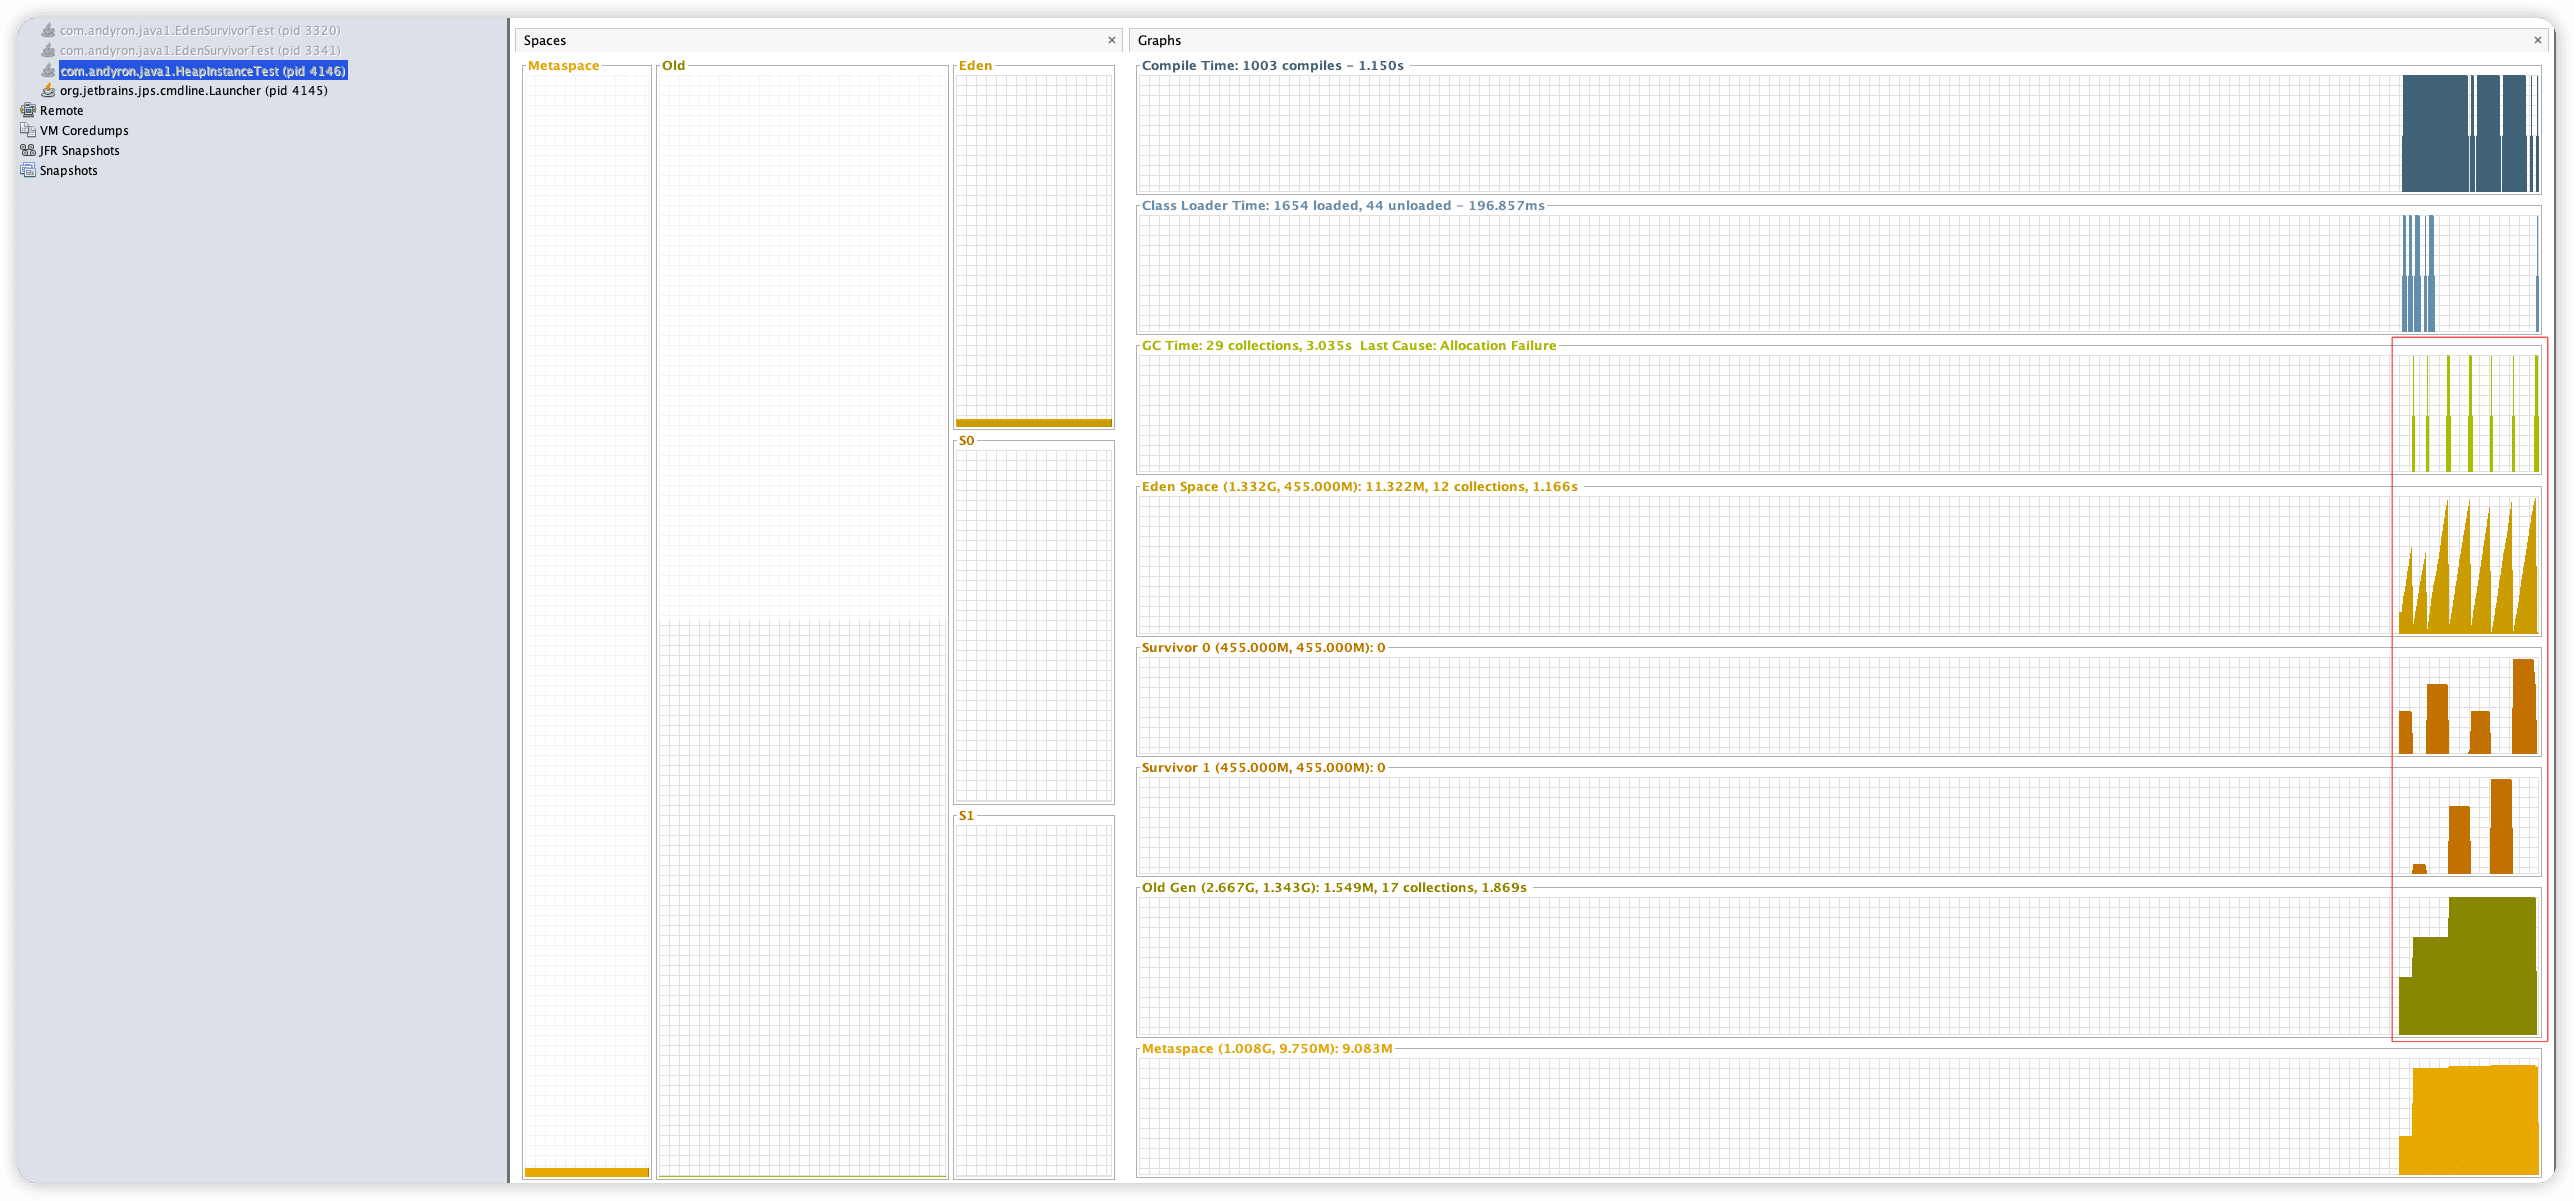 com.andyron.java1.EdenSurvivorTest (pid 3320)
com.andyron.java1.EdenSurvivorTest (pid 3341)
com.andyron.java1.HeapInstanceTest (pid 4146)
org.jetbrains.jps.cmdline.Launcher (pid 4145)
Remote
VM Coredumps
JFR Snapshots
Snapshots
Spaces
Metaspace
Old
Eden
S0
S1
Graphs
Compile Time: 1003 compiles - 1.150s
Class Loader Time: 1654 loaded, 44 unloaded - 196.857ms
GC Time: 29 collections, 3.035s Last Cause: Allocation Failure
Eden Space (1.332G, 455.000M): 11.322M, 12 collections, 1.166s
Survivor 0 (455.000M, 455.000M): 0
Survivor 1 (455.000M, 455.000M): 0
Old Gen (2.667G, 1.343G): 1.549M, 17 collections, 1.869s
Metaspace (1.008G, 9.750M): 9.083M